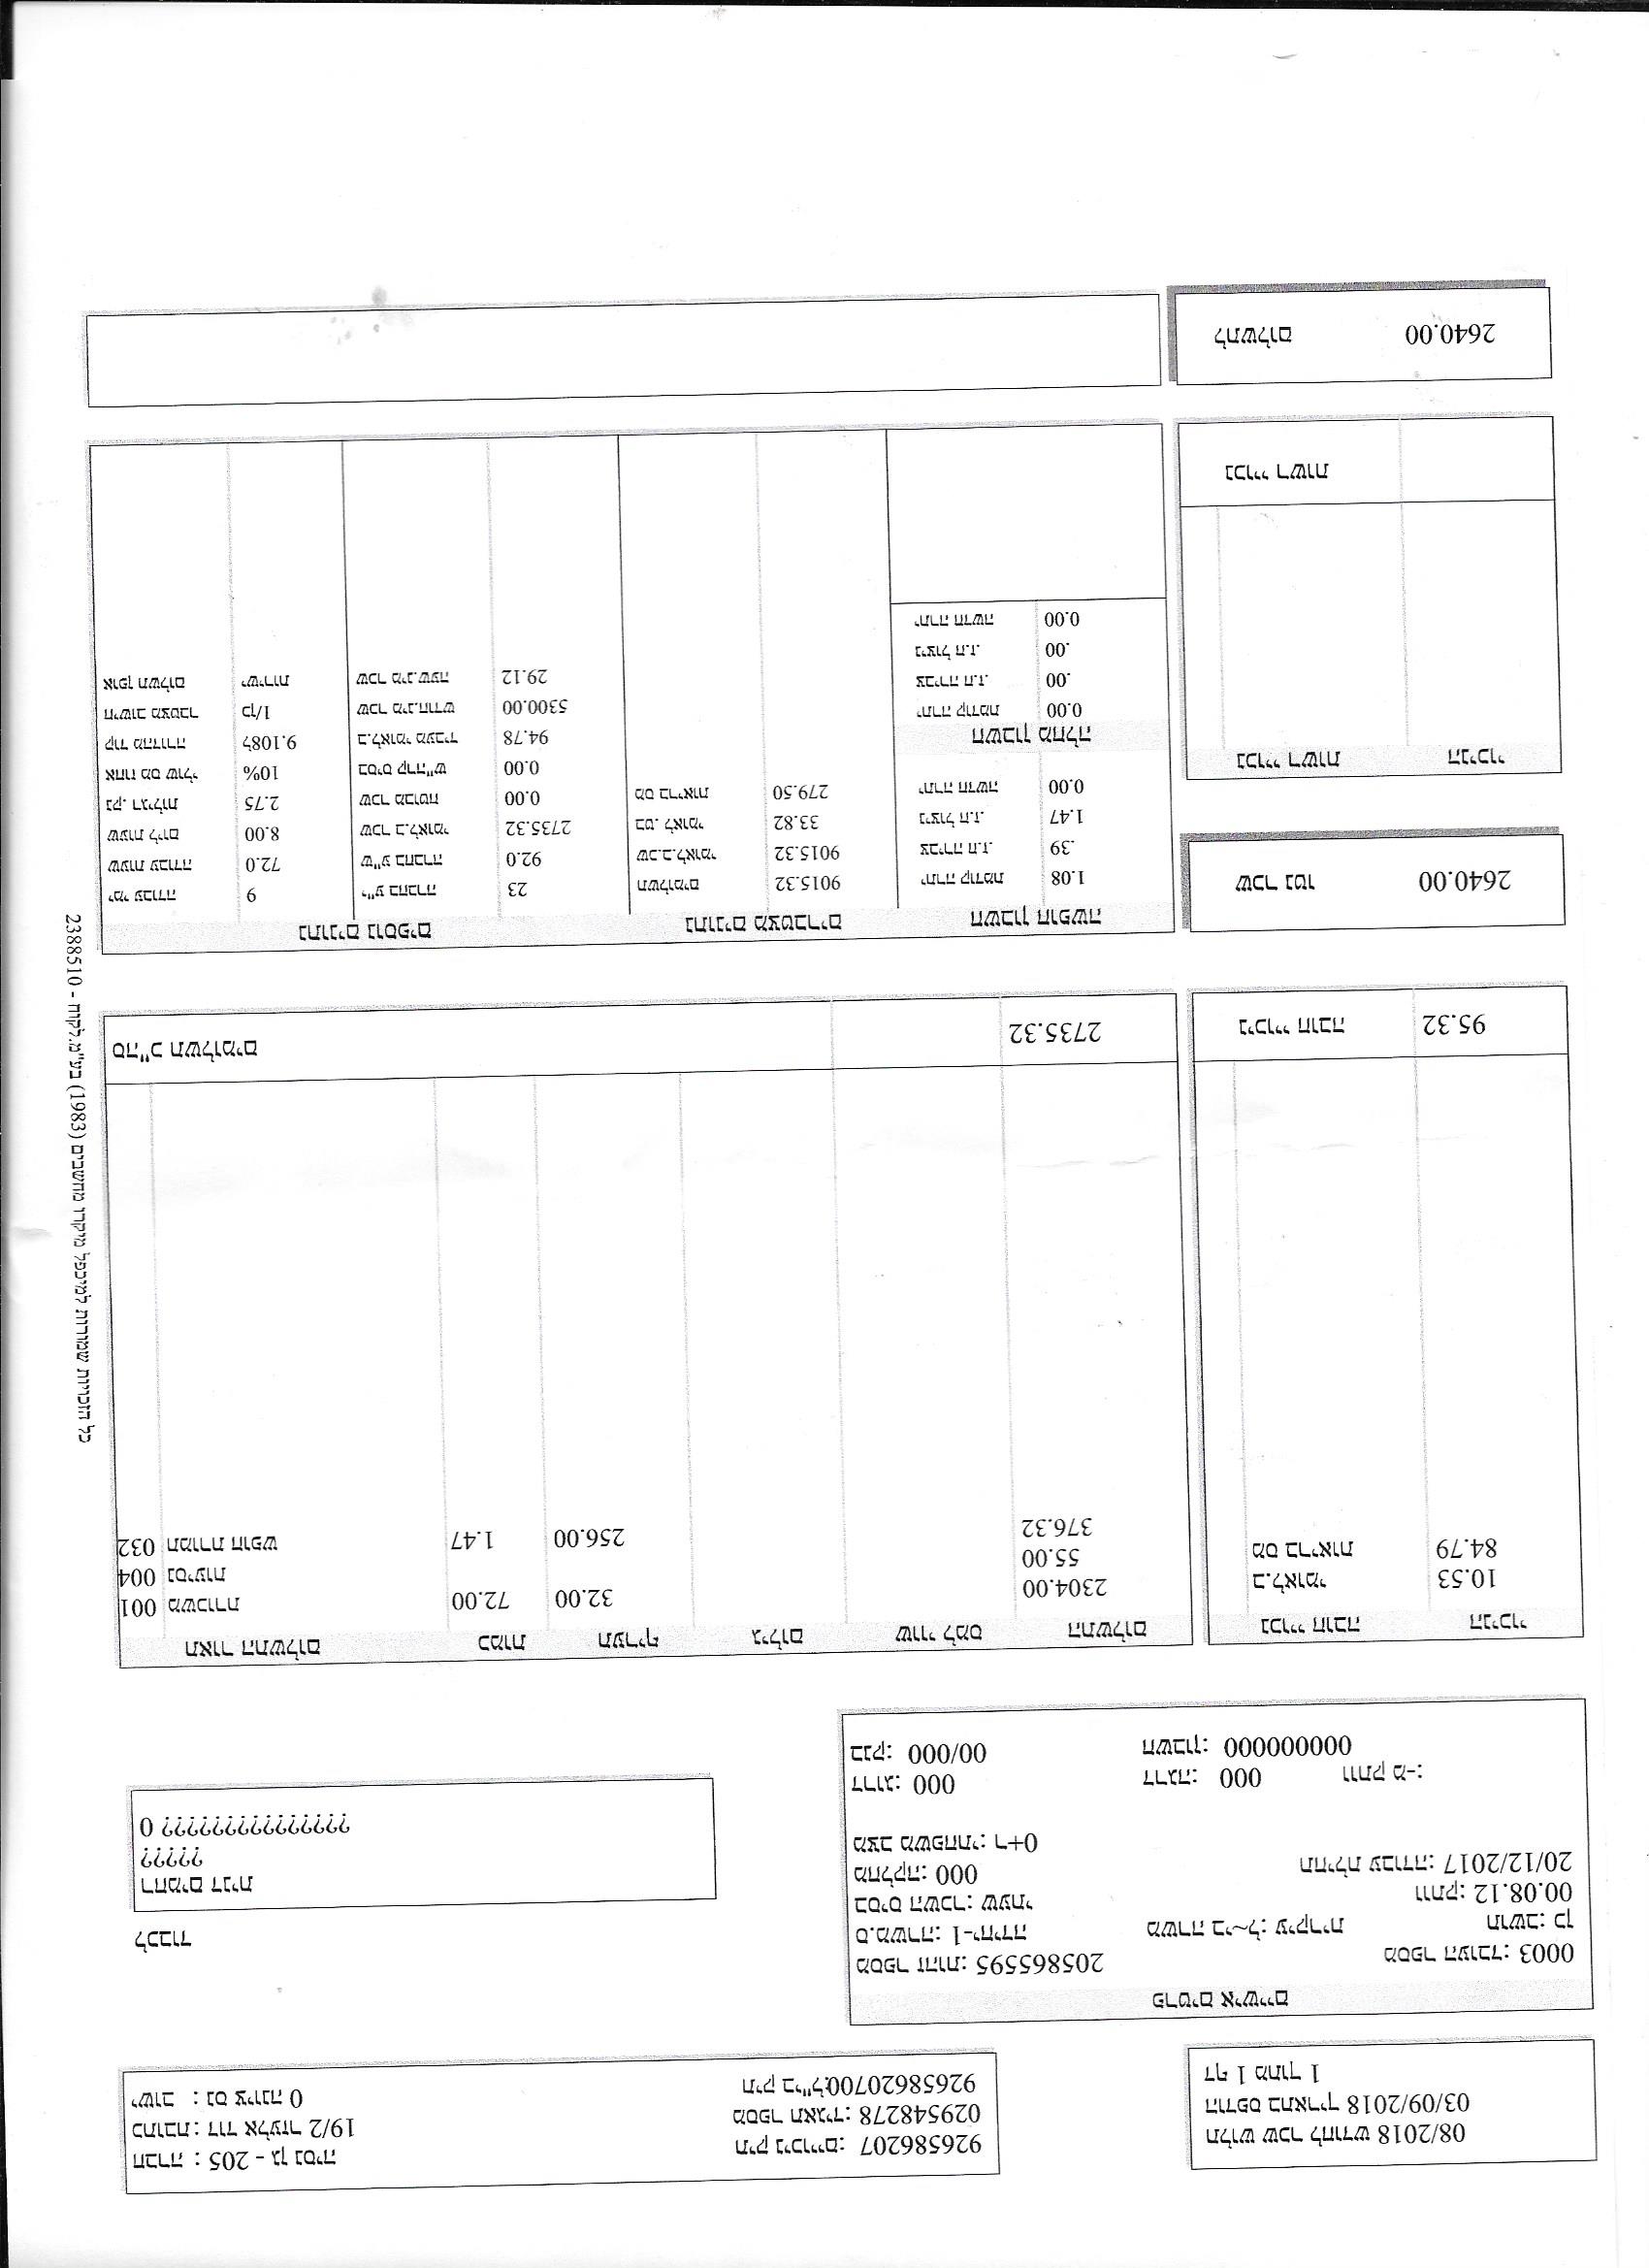 חברה : 205 - גן נסיה
כתובת: דוד אלעזר 19/2
ישוב : נס ציונה 0
תיק ניכויים: 926586207
מספר תאגיד: 029548278
תיק בי"ל:92658620700
תלוש שכר לחודש 08/2018
הודפס בתאריך 03/09/2018
דף 1 מתוך 1
פרטים אישיים
מספר זהות: 205865595 מספר העובד: 0003
ס.משרה: 1-יחידה משרה בי~ל: עיקרית תושב: כן
בסיס השכר: שעתי וותק: 00.08.12
מחלקה: 000 תחילת עבודה: 20/12/2017
מצב משפחתי: ר+0
דרוג: 000 דרגה: 000 וותק מ-:
בנק: 00/000 חשבון: 000000000
לכבוד
רחמים דנית
?????
0 ???????????????
תאור התשלום כמות תעריף גילום שווי למס התשלום
001 משכורת 72.00 32.00 2304.00
004 נסיעות 55.00
032 תמורת חופש 1.47 256.00 376.32
סה"כ תשלומים 2735.32
נכויי חובה הניכוי
ב.לאומי 10.53
מס בריאות 84.79
ניכויי חובה 95.32
כל הזכויות שמורות למיכפל מיקרו מחשבים (1983) בע"מ.לקוח - 2388510
נתונים נוספים
ימי עבודה 9 י"ע בחברה 23
שעות עבודה 72.0 ש"ע בחברה 92.0
שעות ליום 8.00 שכר ב.לאומי 2735.32
נק. רגילות 2.75 שכר מבוטח 0.00
אחוז מס שולי 10% בסיס קרה"ש 0.00
קוד מהדורה 9.108ל ב.לאומי מעביד 94.78
חישוב מצטבר כן/1 שכר מינ.חודש 5300.00
אופן תשלום ישירות שכר מינ.שעה 29.12
נתונים מצטברים
תשלומים 9015.32
שכ.ב.לאומי 9015.32
בט. לאומי 33.82
מס בריאות 279.50
חשבון חופשה
יתרה קודמת 1.08
צבירה ח.ז. .39
ניצול ח.ז. 1.47
יתרה חדשה 0.00
חשבון מחלה
יתרה קודמת 0.00
צבירה ח.ז. .00
ניצול ח.ז. .00
יתרה חדשה 0.00
שכר נטו 2640.00
נכויי רשות הניכוי
נכויי רשות
לתשלום 2640.00